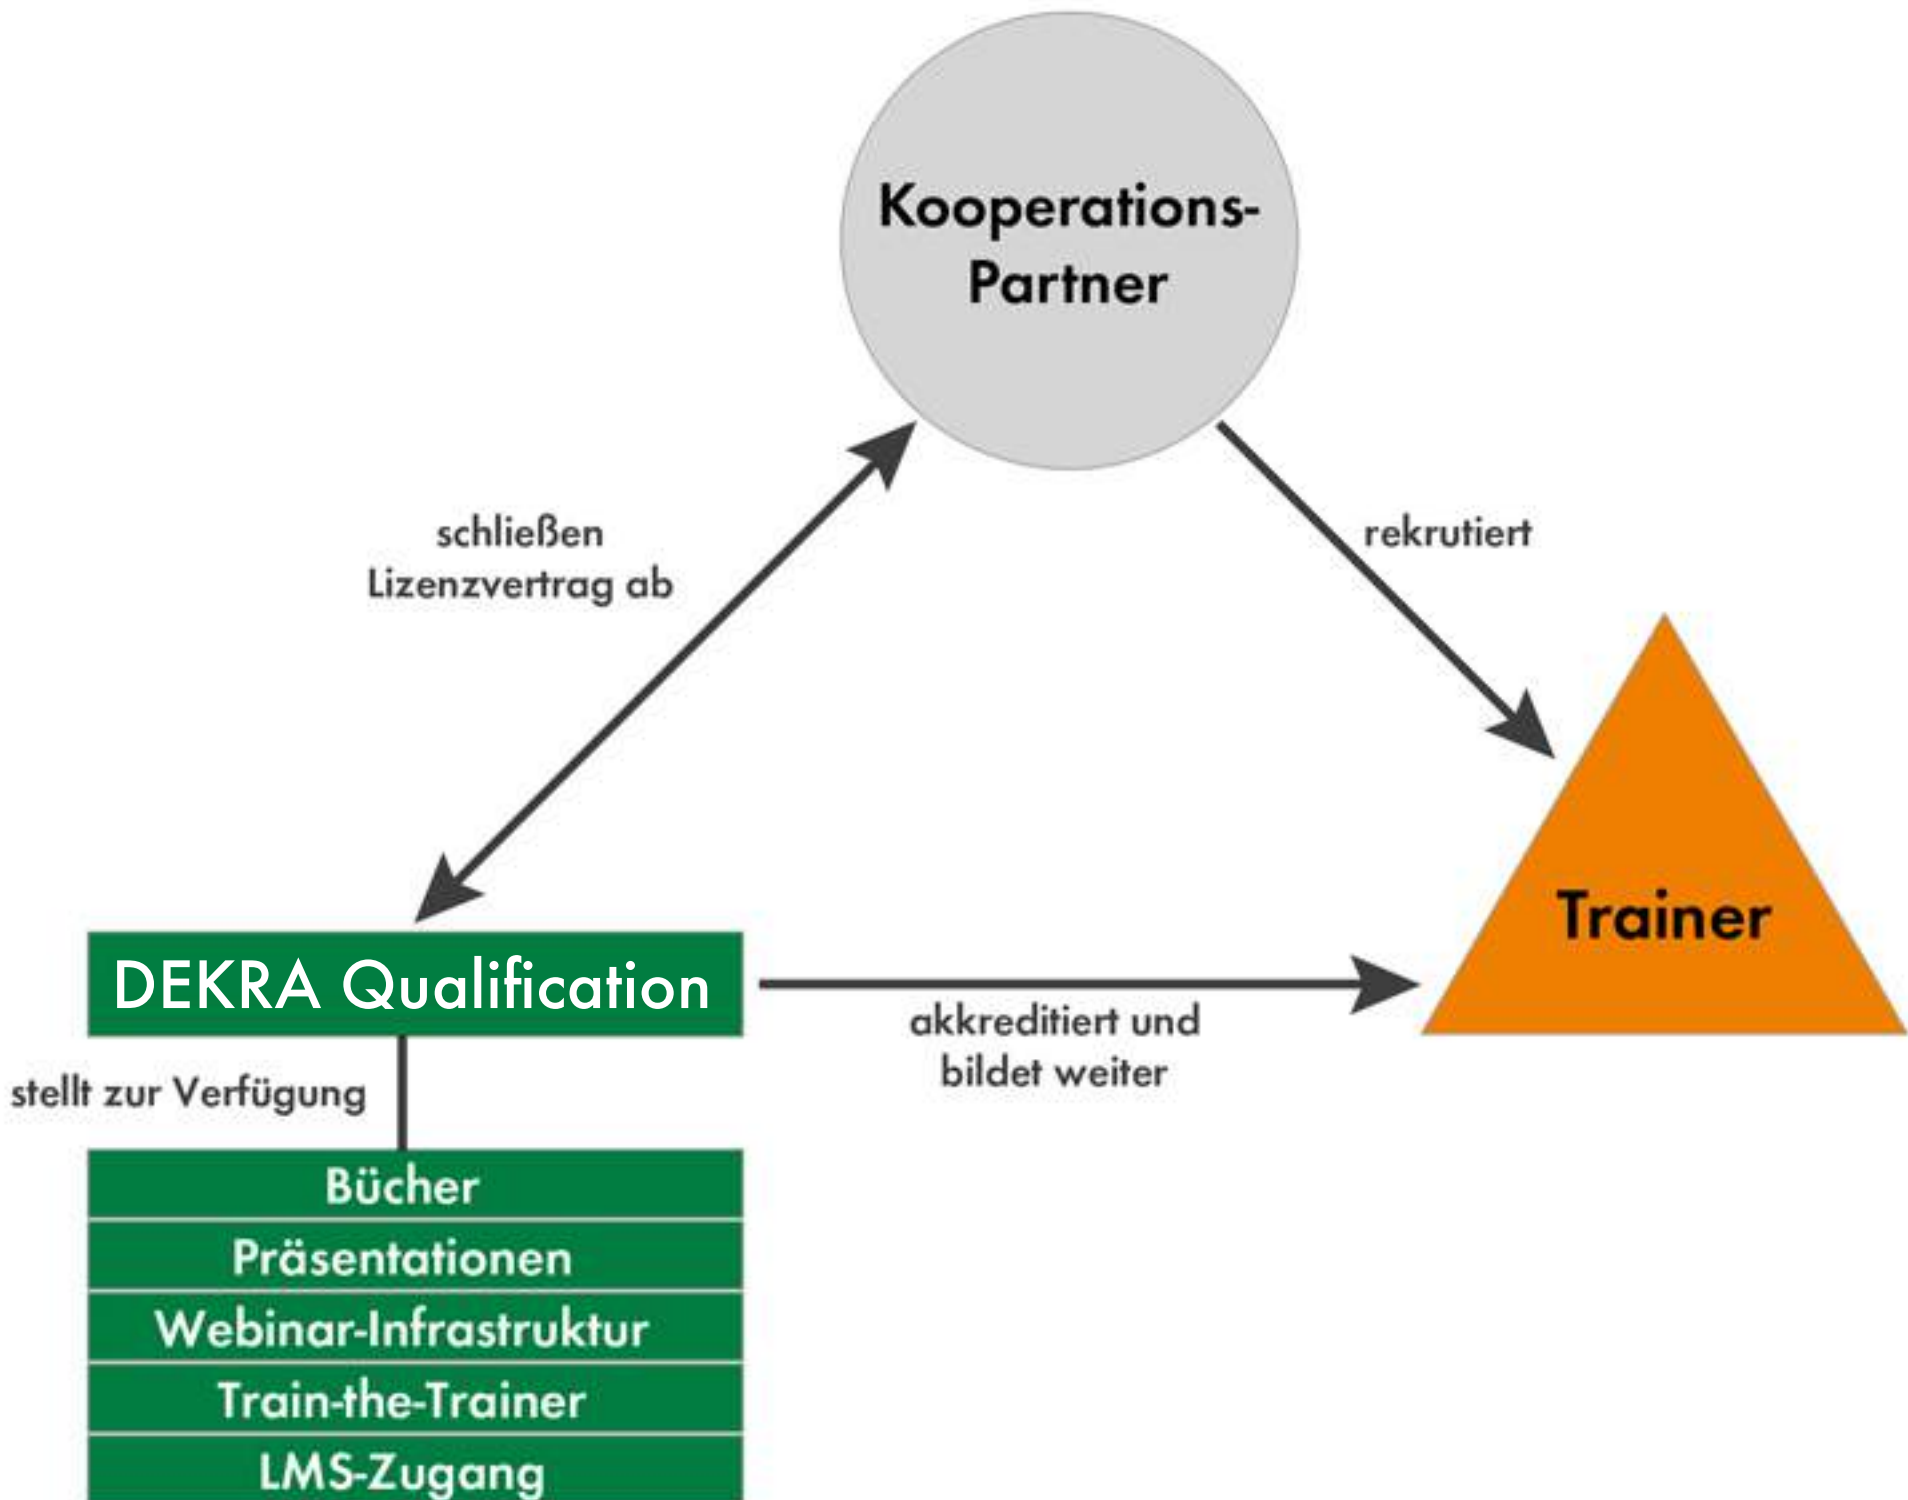 Kooperations-
Partner
schließen
Lizenzvertrag ab
rekrutiert
Trainer
DEKRA Qualification
akkreditiert und
bildet weiter
stellt zur Verfügung
Bücher
Präsentationen
Webinar-Infrastruktur
Train-the-Trainer
LMS-Zugang